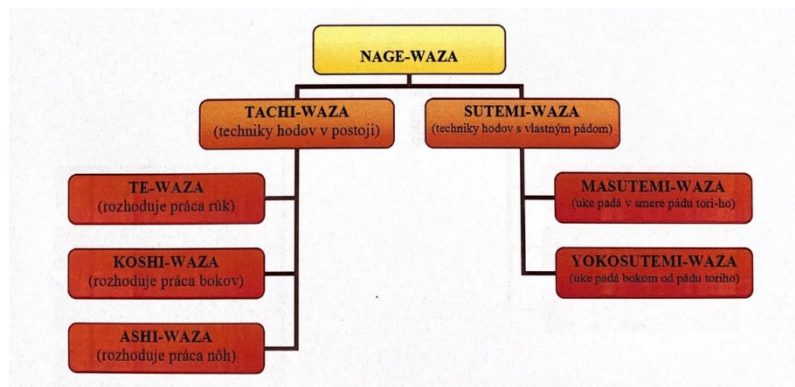 NAGE-WAZA
TACHI-WAZA
(techniky hodov v postoji)
SUTEMI-WAZA
(techniky hodov s vlastným pádom)
TE-WAZA
(rozhoduje práca rúk)
KOSHI-WAZA
(rozhoduje práca bokov)
ASHI-WAZA
(rozhoduje práca nôh)
MASUTEMI-WAZA
(uke padá v smere pádu tori-ho)
YOKOSUTEMI-WAZA
(uke padá bokom od pádu toriho)